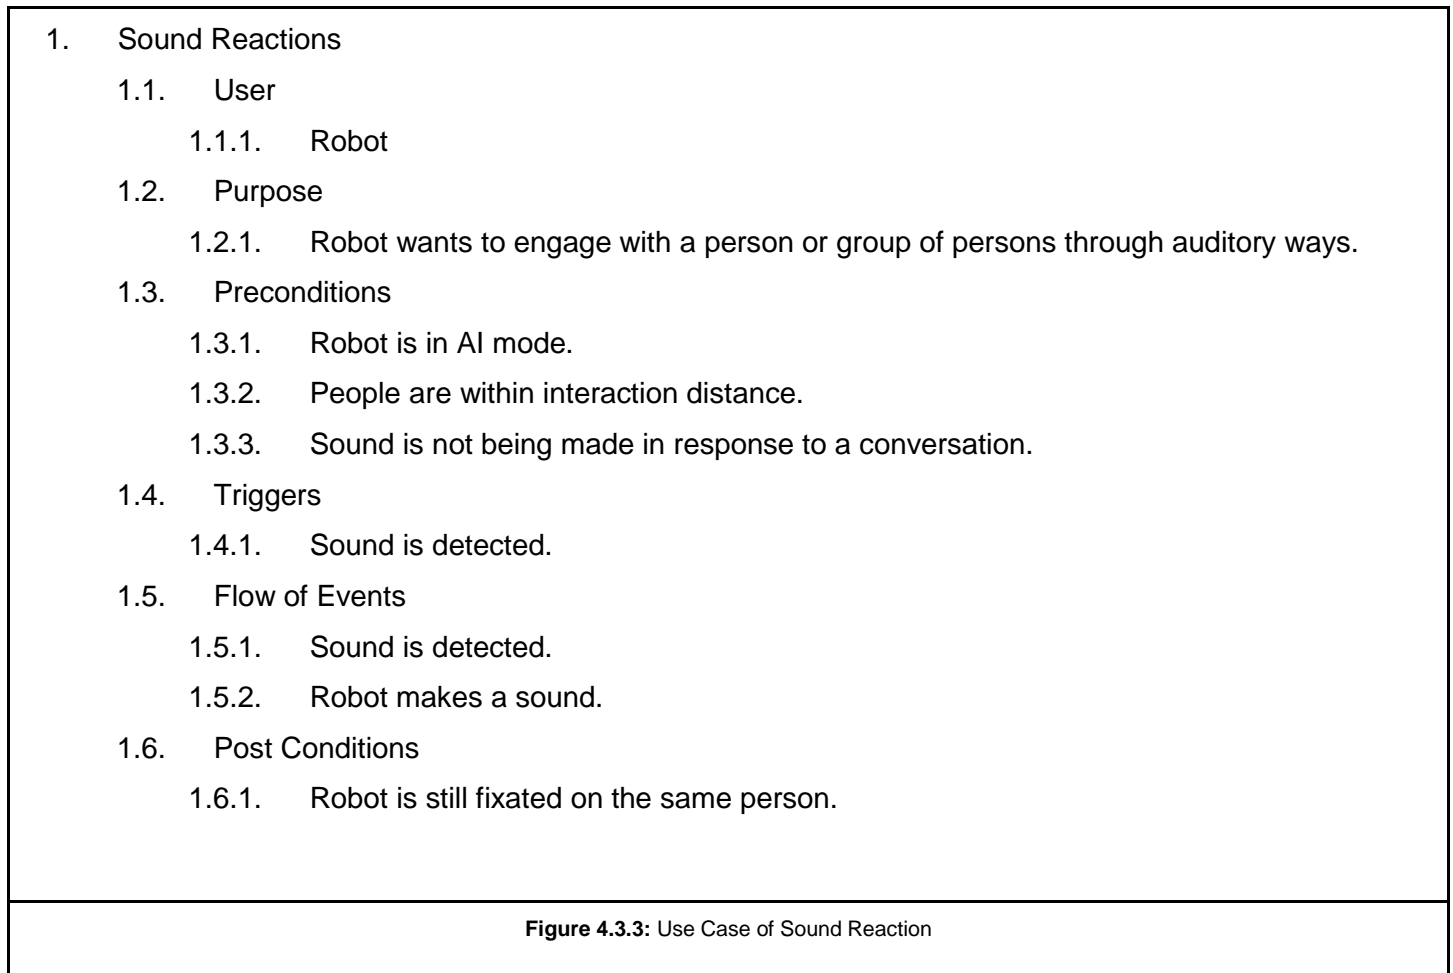 1. Sound Reactions
1.1. User
1.1.1. Robot
1.2. Purpose
1.2.1. Robot wants to engage with a person or group of persons through auditory ways.
1.3. Preconditions
1.3.1. Robot is in AI mode.
1.3.2. People are within interaction distance.
1.3.3. Sound is not being made in response to a conversation.
1.4. Triggers
1.4.1. Sound is detected.
1.5. Flow of Events
1.5.1. Sound is detected.
1.5.2. Robot makes a sound.
1.6. Post Conditions
1.6.1. Robot is still fixated on the same person.
Figure 4.3.3: Use Case of Sound Reaction